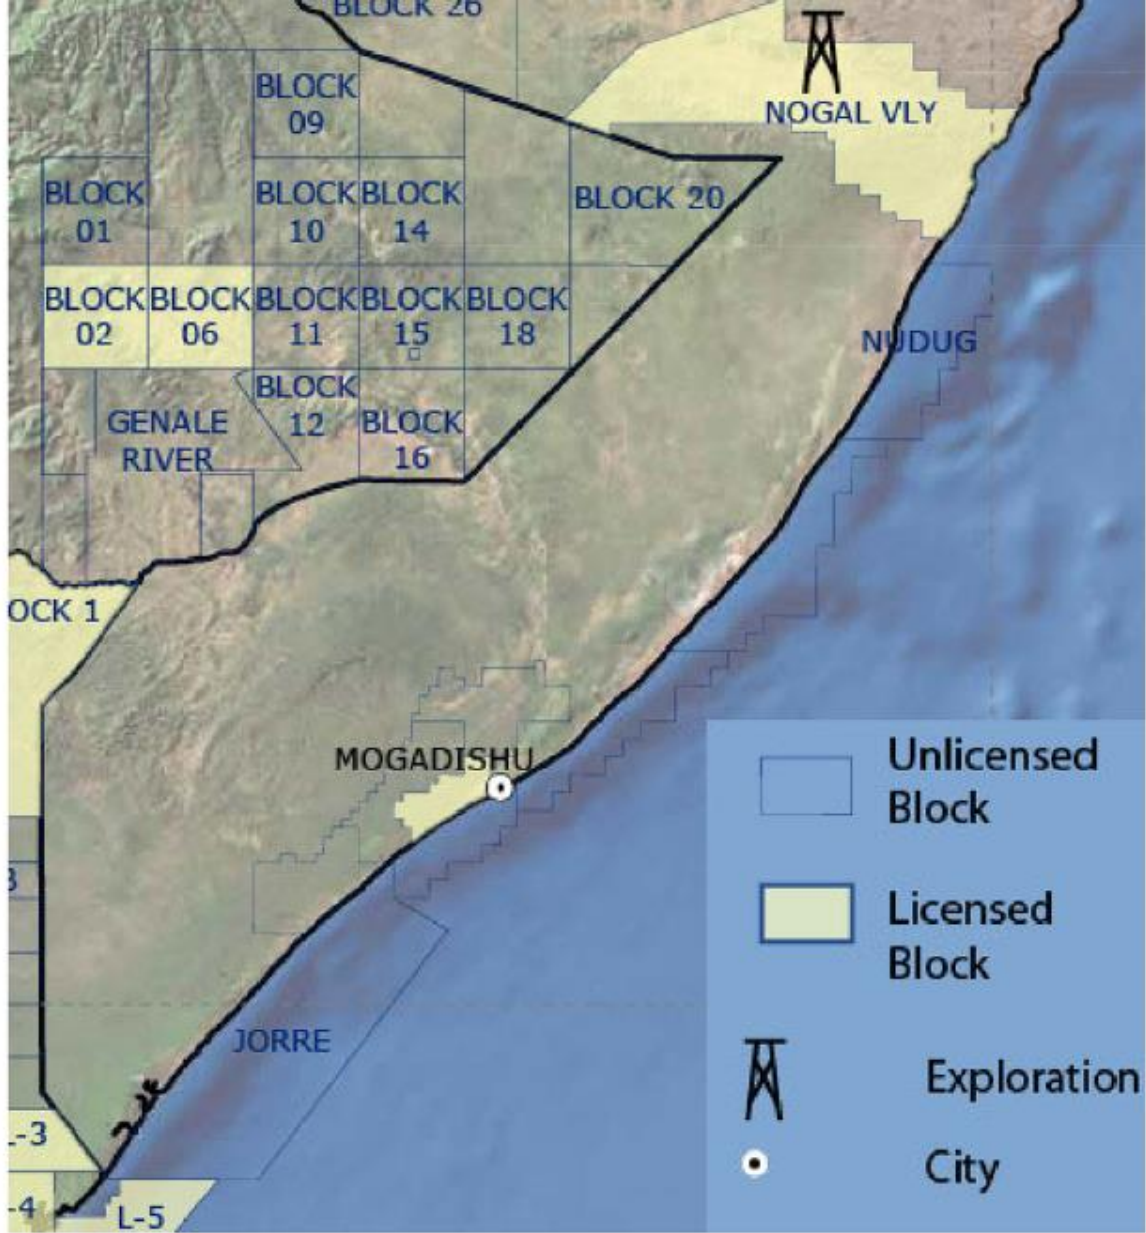 BLOCK 26
BLOCK
09
NOGAL VLY
BLOCK
01
BLOCK
10
BLOCK
14
BLOCK 20
BLOCK
02
BLOCK
06
BLOCK
11
BLOCK
15
BLOCK
18
NUDUG
BLOCK
12
GENALE
RIVER
BLOCK
16
OCK 1
MOGADISHU
Unlicensed
Block
3
Licensed
Block
JORRE
Exploration
L-3
City
-4
L-5